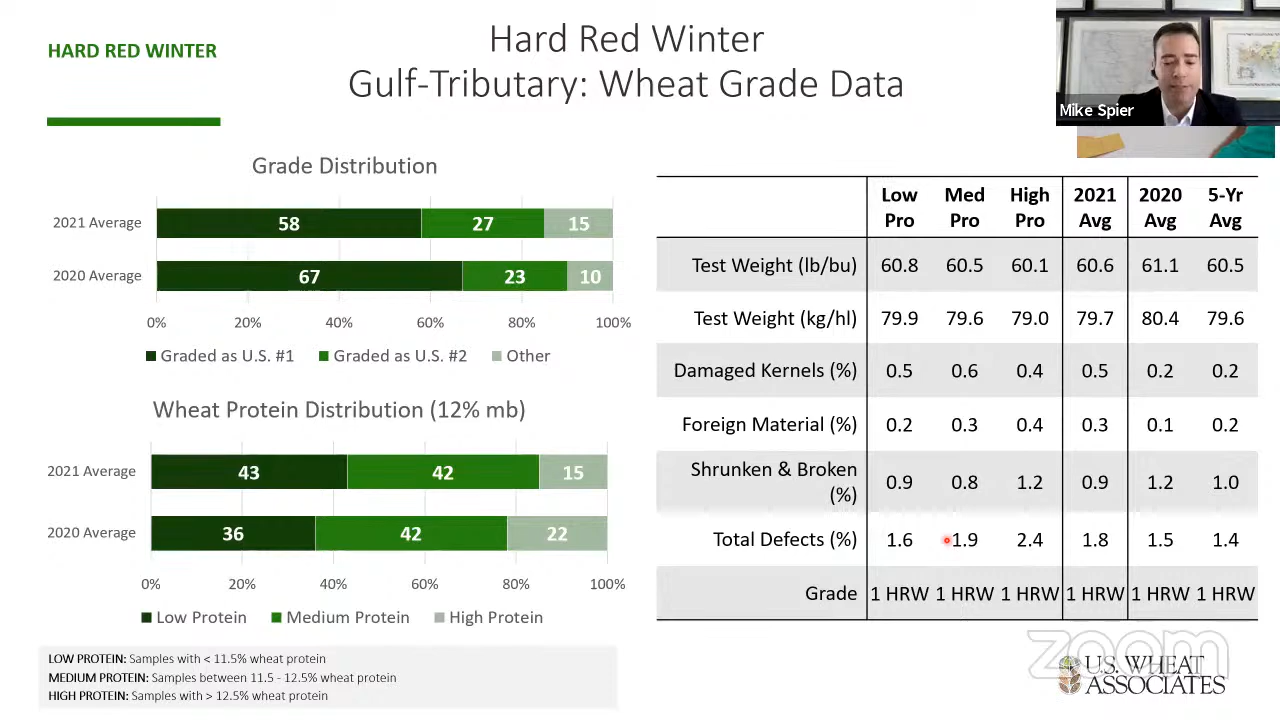 HARD RED WINTER
Hard Red Winter
Gulf-Tributary: Wheat Grade Data
Mike Spier
Grade Distribution
2021 Average 58 27 15
2020 Average 67 23 10
0% 20% 40% 60% 80% 100%
Graded as U.S. #1 Graded as U.S. #2 Other
Wheat Protein Distribution (12% mb)
2021 Average 43 42 15
2020 Average 36 42 22
0% 20% 40% 60% 80% 100%
Low Protein Medium Protein High Protein
LOW PROTEIN: Samples with < 11.5% wheat protein
MEDIUM PROTEIN: Samples between 11.5 - 12.5% wheat protein
HIGH PROTEIN: Samples with > 12.5% wheat protein
Low Med High 2021 2020 5-Yr
Pro Pro Pro Avg Avg Avg
Test Weight (lb/bu) 60.8 60.5 60.1 60.6 61.1 60.5
Test Weight (kg/hl) 79.9 79.6 79.0 79.7 80.4 79.6
Damaged Kernels (%) 0.5 0.6 0.4 0.5 0.2 0.2
Foreign Material (%) 0.2 0.3 0.4 0.3 0.1 0.2
Shrunken & Broken
(%) 0.9 0.8 1.2 0.9 1.2 1.0
Total Defects (%) 1.6 1.9 2.4 1.8 1.5 1.4
Grade 1 HRW 1 HRW 1 HRW 1 HRW 1 HRW 1 HRW
zoom
U.S. WHEAT
ASSOCIATES